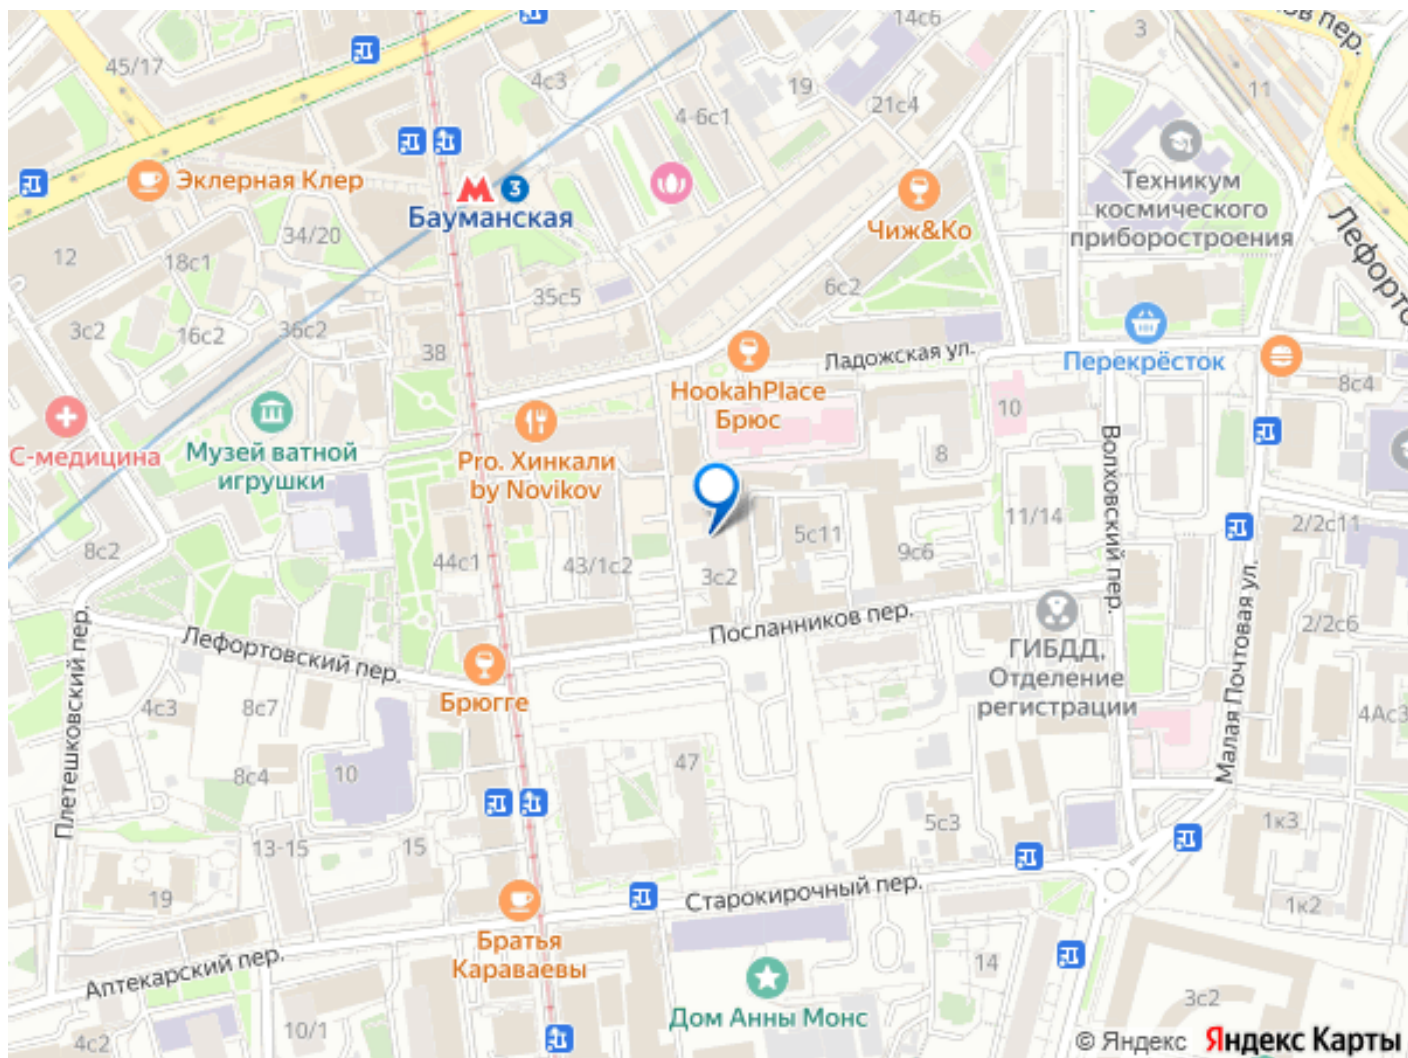 14с6
ов пер.
3
45/17
4с3
19
11
4-6с1
21с4
Эклерная Клер
3
Бауманская
Техникум
космического
приборостроения
Чиж&Ко
Лефорто
34/20
12
18с1
6с2
35с5
3с2
16с2
36с2
38
Ладожская ул.
Перекрёсток
8с4
HookahPlace
Брюс
10
С-медицина
Музей ватной
игрушки
Pro. Хинкали
by Novikov
8
Волховский пер.
11/14
2/2с11
5с11
9с6
8с2
44с1
43/1с2
3с2
Посланников пер.
Лефортовский пер.
Плетешковский пер.
ГИБДД,
Отделение
регистрации
2/2с6
Малая Почтовая ул.
Брюгге
4с3
8с7
4Ас3
47
8с4
10
5с3
1к3
13-15
15
19
Старокирочный пер.
1к2
Братья
Караваевы
Аптекарский пер.
14
3с2
Дом Анны Монс
10/1
4с2
© Яндекс Яндекс Карты